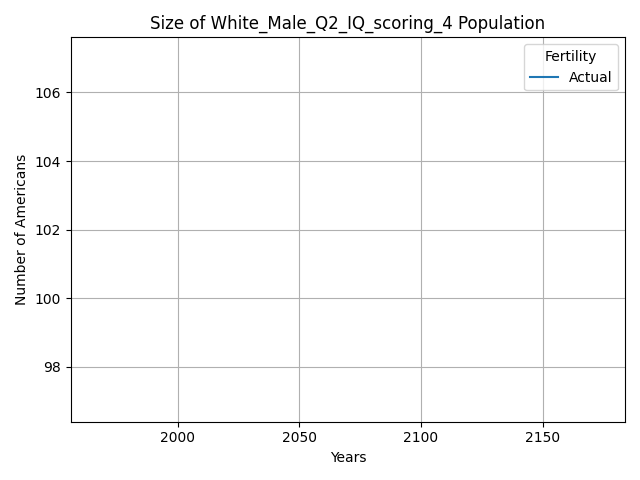 Size of White_Male_Q2_IQ_scoring_4 Population
Fertility
Actual
106
104
102
100
98
Number of Americans
2000 2050 2100 2150
Years